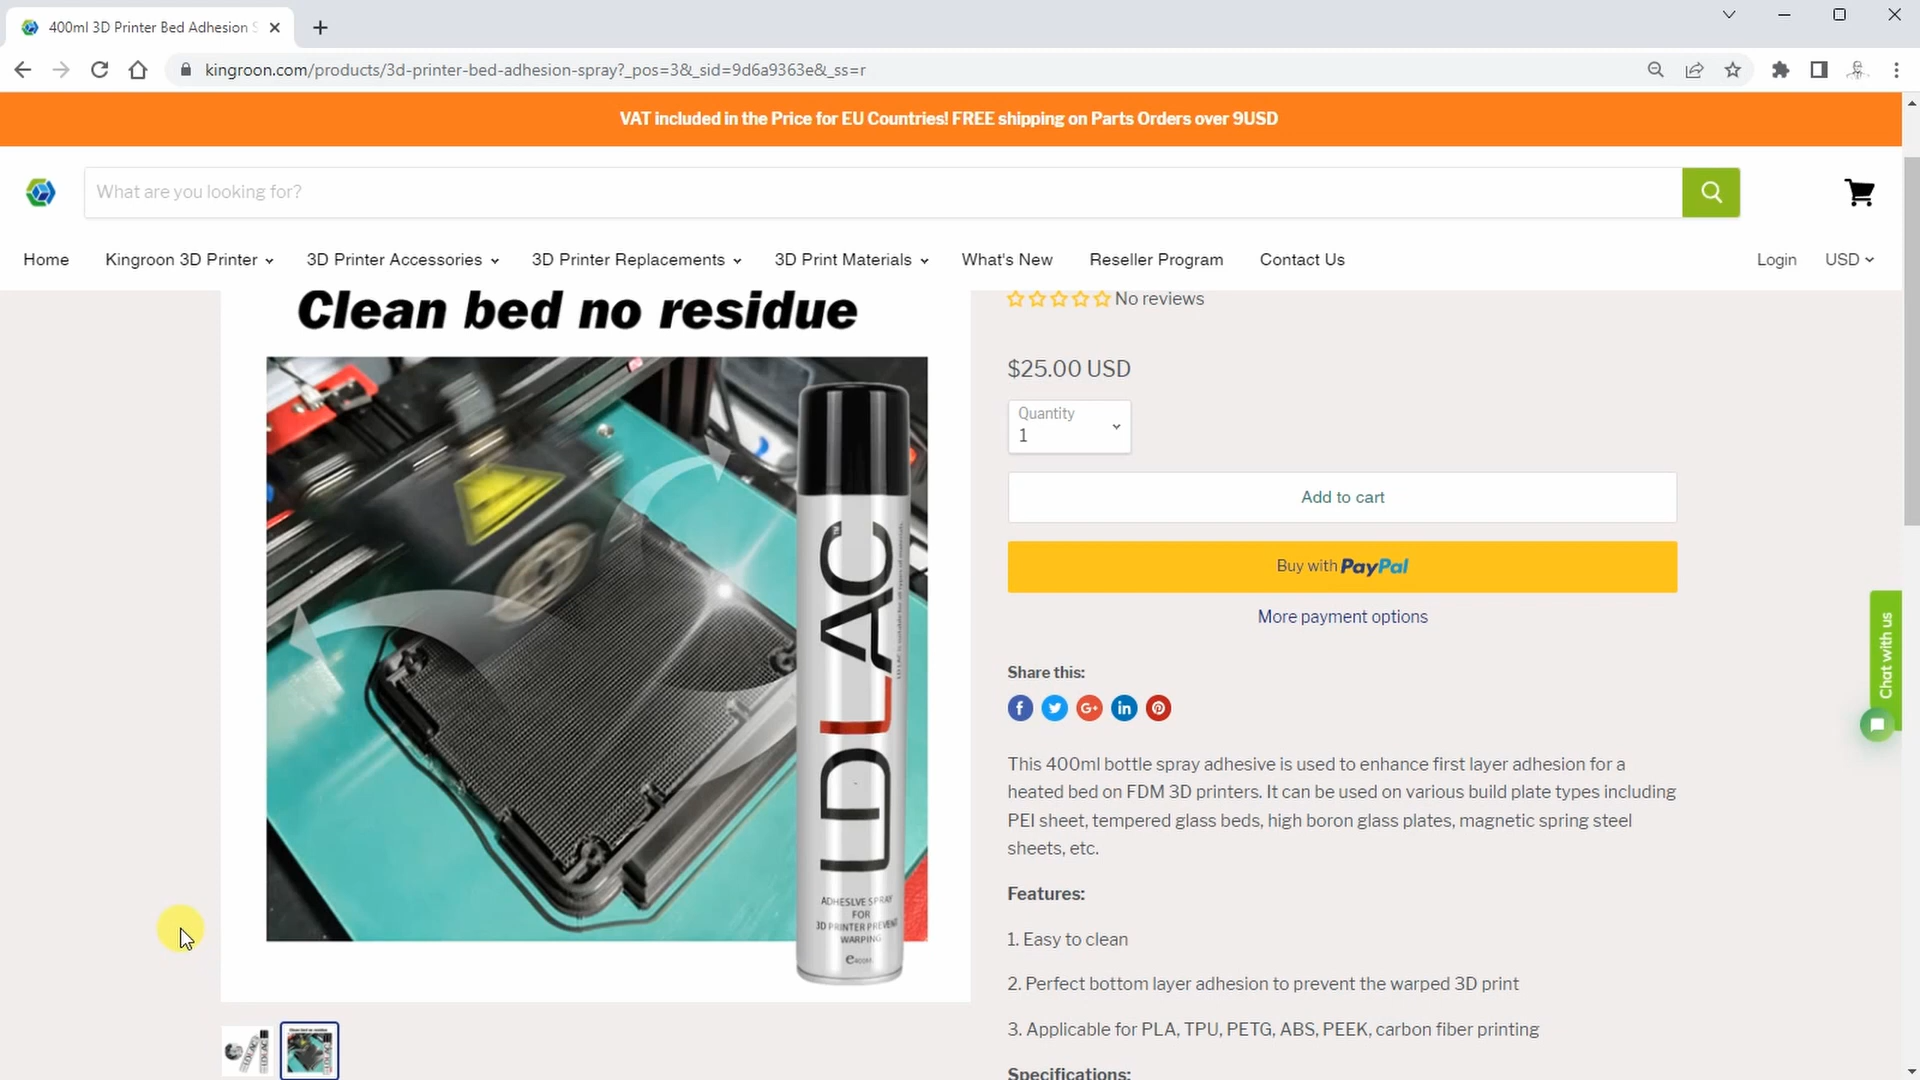 400ml 3D Printer Bed Adhesion S
kingroon.com/products/3d-printer-bed-adhesion-spray?_pos=3&_sid=9d6a9363e&_ss=r
VAT included in the Price for EU Countries! FREE shipping on Parts Orders over 9USD
What are you looking for?
Home Kingroon 3D Printer 3D Printer Accessories 3D Printer Replacements 3D Print Materials What's New Reseller Program Contact Us Login USD
Clean bed no residue
No reviews
$25.00 USD
Quantity
1
Add to cart
Buy with PayPal
More payment options
Share this:
This 400ml bottle spray adhesive is used to enhance first layer adhesion for a
heated bed on FDM 3D printers. It can be used on various build plate types including
PEI sheet, tempered glass beds, high boron glass plates, magnetic spring steel
sheets, etc.
Features:
1. Easy to clean
2. Perfect bottom layer adhesion to prevent the warped 3D print
3. Applicable for PLA, TPU, PETG, ABS, PEEK, carbon fiber printing
Specifications:
LDLAC
ADHESLVE SPRAY
FOR
3D PRINTER PREVENT
WARPING
Chat with us